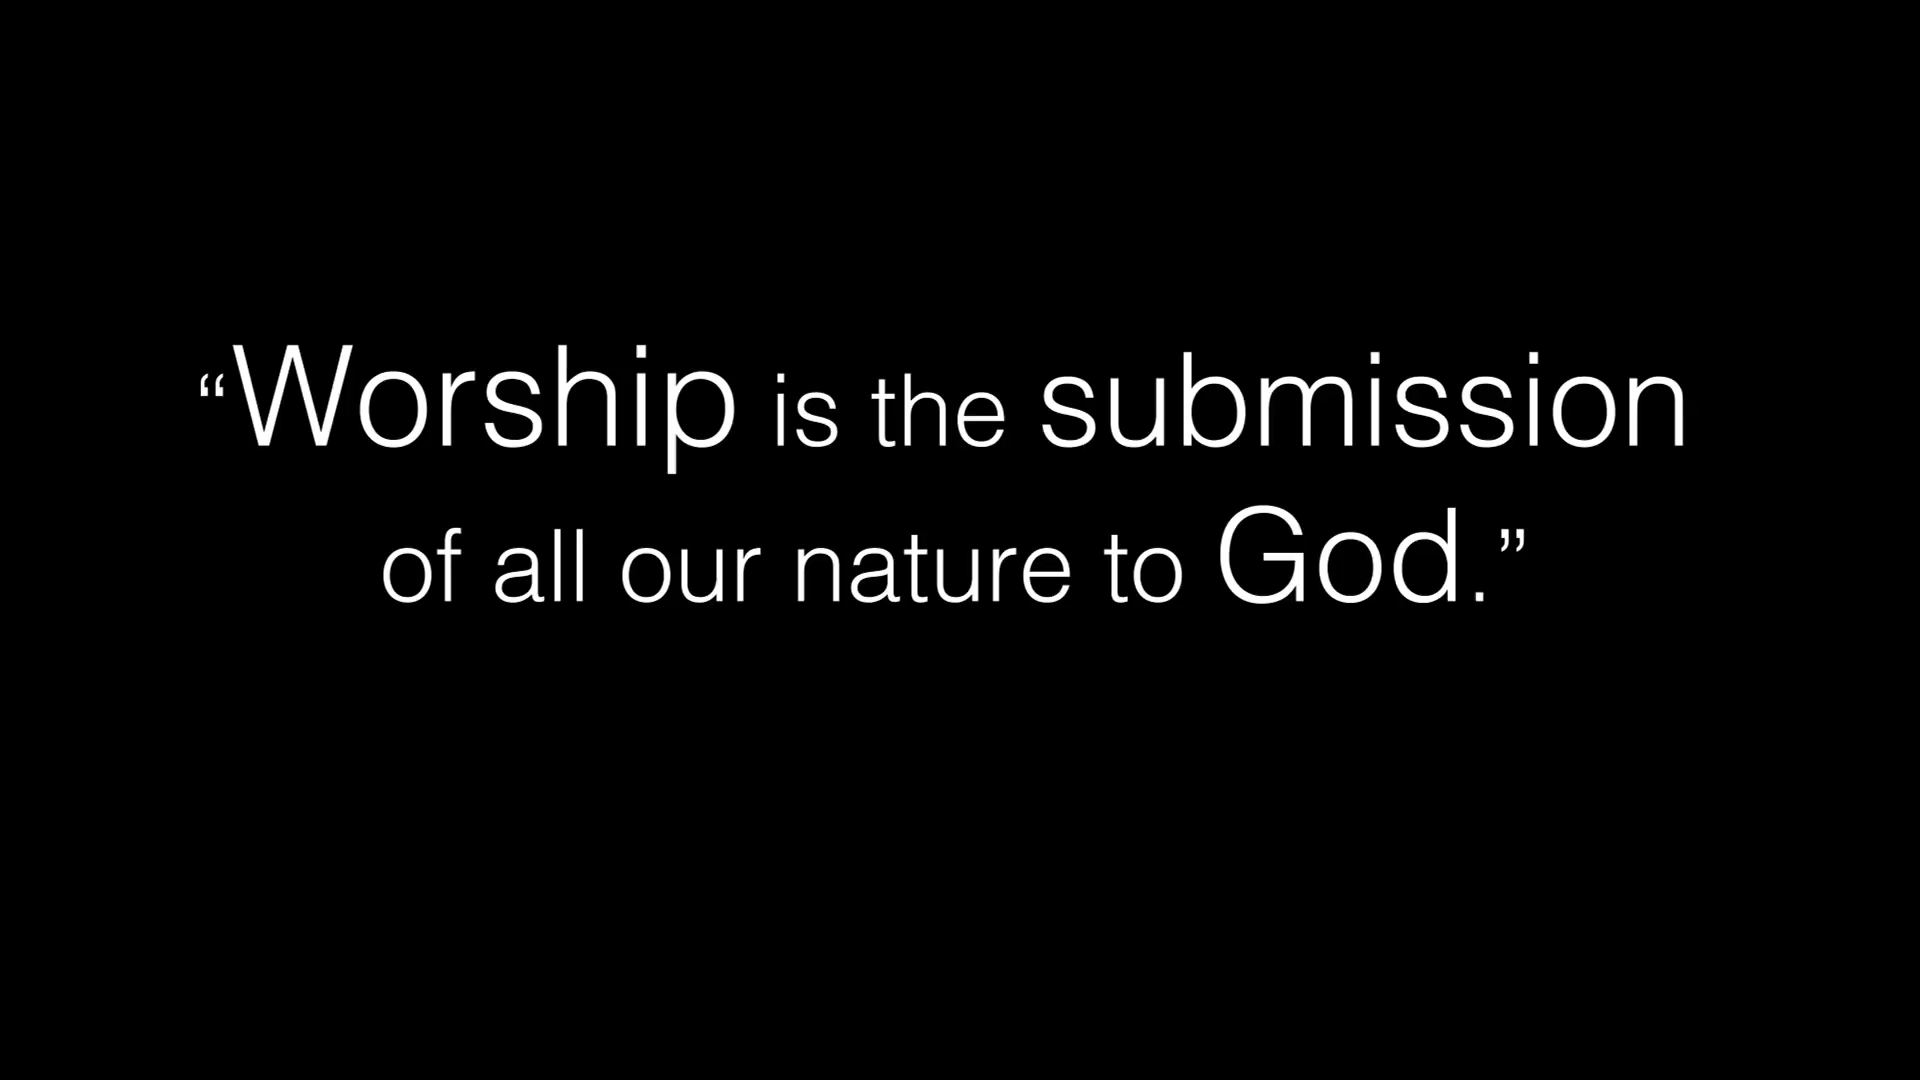 “Worship is the submission
of all our nature to God.”